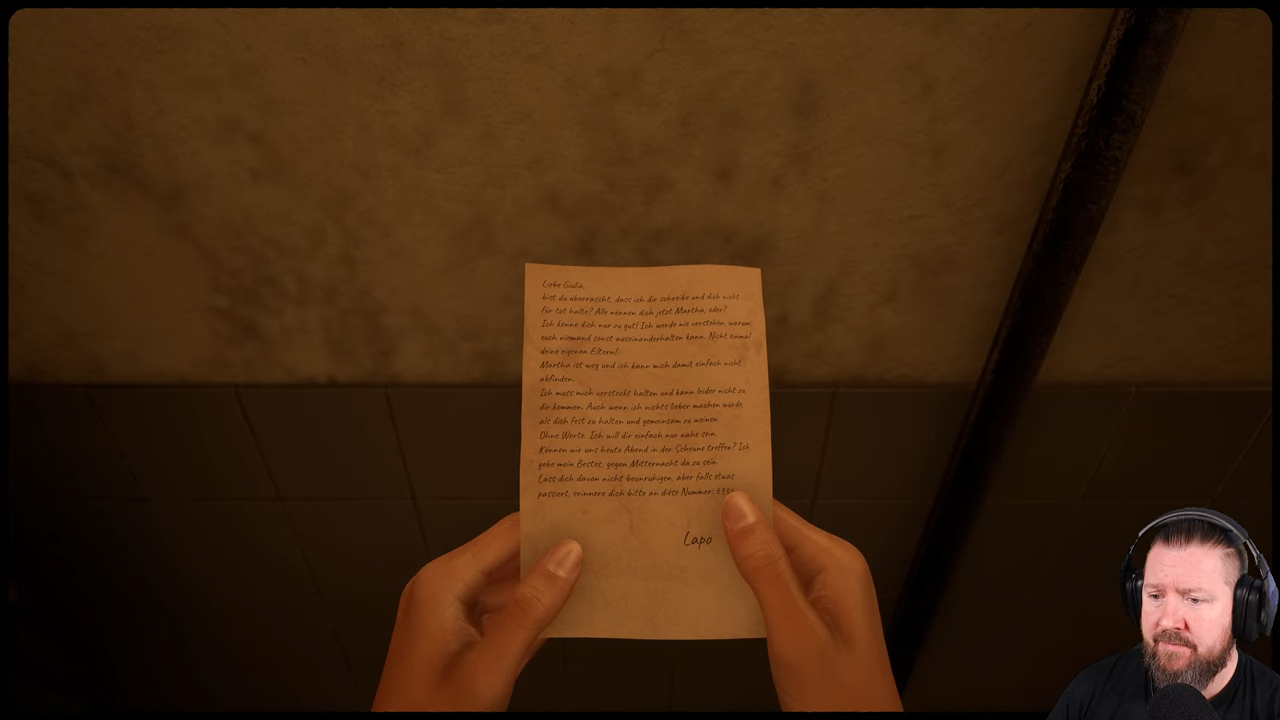 Liebe Giulia,
bist du überrascht, dass ich dir schreibe und dich nicht
für tot halte? Alle nennen dich jetzt Martha, oder?
Ich kenne dich nur zu gut! Ich werde nie verstehen, warum
euch niemand sonst auseinanderhalten kann. Nicht einmal
deine eigenen Eltern!
Martha ist weg und ich kann mich damit einfach nicht
abfinden.
Ich muss mich versteckt halten und kann leider nicht zu
dir kommen. Auch wenn ich nichts lieber machen würde,
als dich fest zu halten und gemeinsam zu weinen.
Ohne Worte. Ich will dir einfach nur nahe sein.
Können wir uns heute Abend in der Scheune treffen? Ich
gebe mein Bestes, gegen Mitternacht da zu sein.
Lass dich davon nicht beunruhigen, aber falls etwas
passiert, erinnere dich bitte an diese Nummer:
Lapo